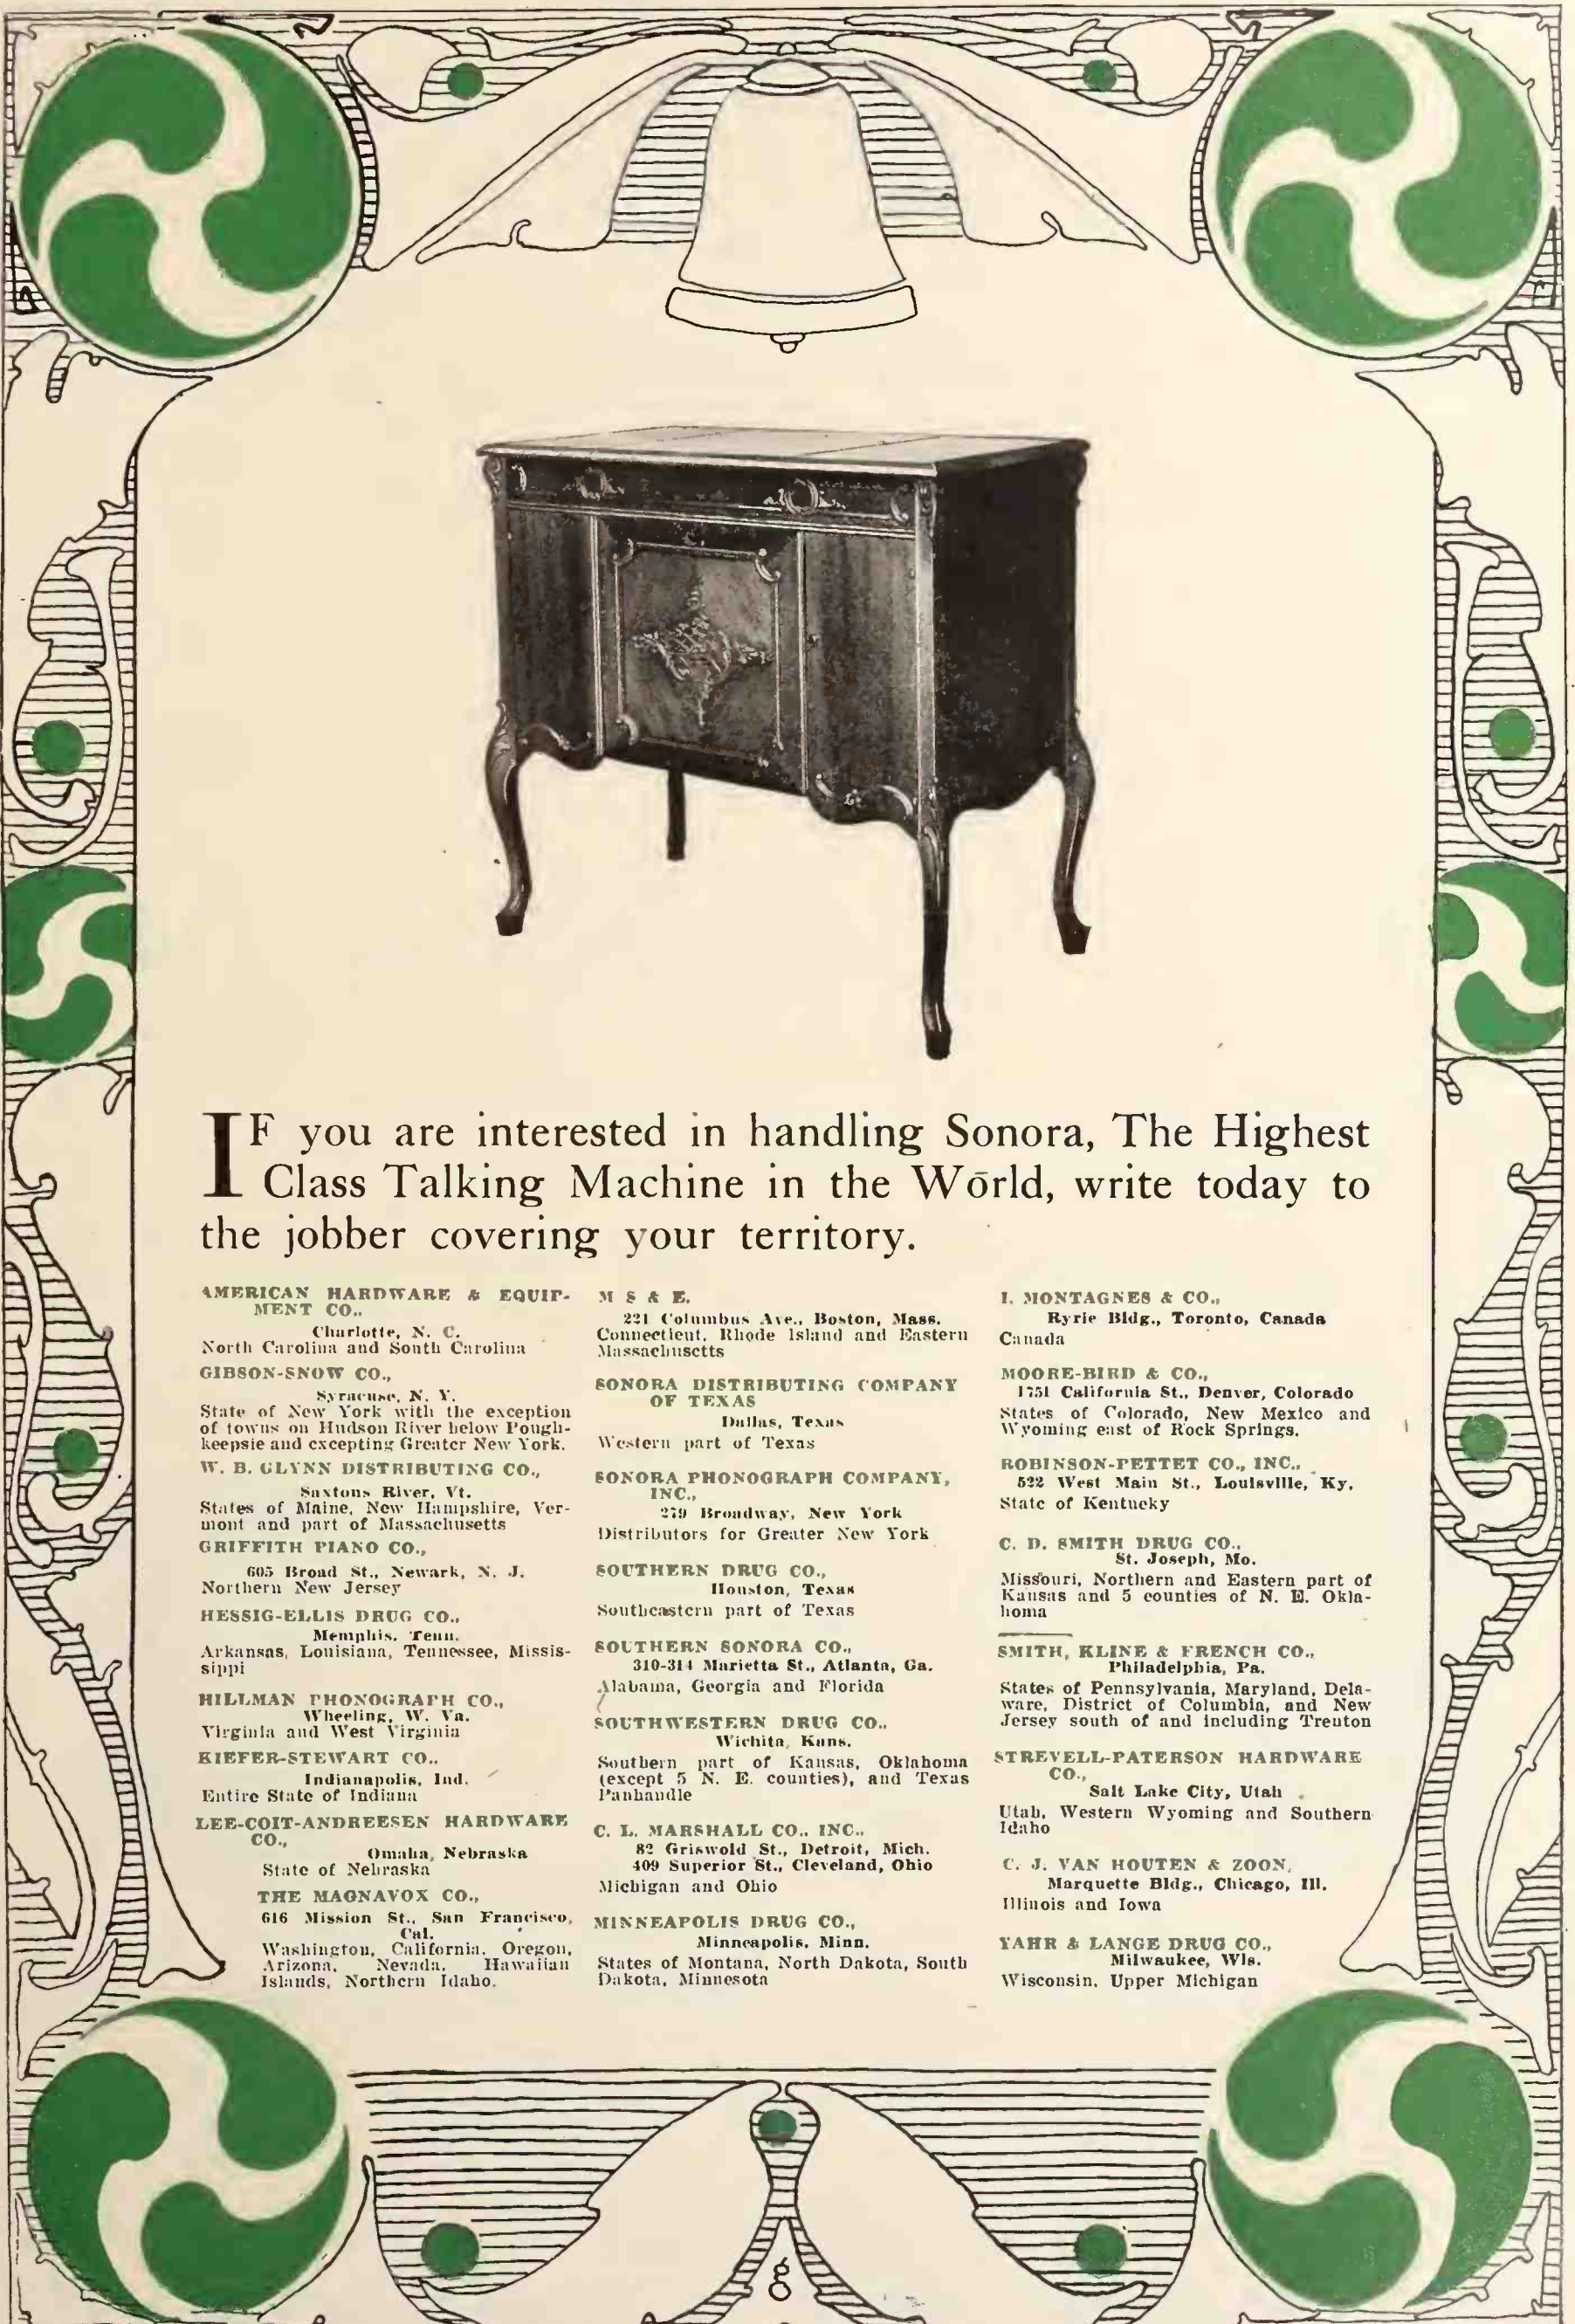 IF you are interested in handling Sonora, The Highest
Class Talking Machine in the World, write today to
the jobber covering your territory.
AMERICAN HARDWARE & EQUIP-
MENT CO.,
Charlotte, N. C.
North Carolina and South Carolina
GIBSON-SNOW CO.,
Syracuse, N. Y.
State of New York with the exception
of towns on Hudson River below Pough-
keepsie and excepting Greater New York.
W. B. GLYNN DISTRIBUTING CO.,
Saxtons River, Vt.
States of Maine, New Hampshire, Ver-
mont and part of Massachusetts
GRIFFITH PIANO CO.,
605 Broad St., Newark, N. J.
Northern New Jersey
HESSIG-ELLIS DRUG CO.,
Memphis, Tenn.
Arkansas, Louisiana, Tennessee, Missis-
sippi
HILLMAN PHONOGRAPH CO.,
Wheeling, W. Va.
Virginia and West Virginia
KIEFER-STEWART CO.,
Indianapolis, Ind.
Entire State of Indiana
LEE-COIT-ANDREESEN HARDWARE
CO.,
Omaha, Nebraska
State of Nebraska
THE MAGNAVOX CO.,
616 Mission St., San Francisco,
Cal.
Washington, California, Oregon,
Arizona, Nevada, Hawaiian
Islands, Northern Idaho.
M S & E.
221 Columbus Ave., Boston, Mass.
Connecticut, Rhode Island and Eastern
Massachusetts
SONORA DISTRIBUTING COMPANY
OF TEXAS
Dallas, Texas
Western part of Texas
SONORA PHONOGRAPH COMPANY,
INC.,
279 Broadway, New York
Distributors for Greater New York
SOUTHERN DRUG CO.,
Houston, Texas
Southeastern part of Texas
SOUTHERN SONORA CO.,
310-314 Marietta St., Atlanta, Ga.
Alabama, Georgia and Florida
SOUTHWESTERN DRUG CO.,
Wichita, Kans.
Southern part of Kansas, Oklahoma
(except 5 N. E. counties), and Texas
Panhandle
C. L. MARSHALL CO., INC.,
82 Griswold St., Detroit, Mich.
409 Superior St., Cleveland, Ohio
Michigan and Ohio
MINNEAPOLIS DRUG CO.,
Minneapolis, Minn.
States of Montana, North Dakota, South
Dakota, Minnesota
I. MONTAGNES & CO.,
Ryrie Bldg., Toronto, Canada
Canada
MOORE-BIRD & CO.,
1751 California St., Denver, Colorado
States of Colorado, New Mexico and
Wyoming east of Rock Springs.
ROBINSON-PETTET CO., INC.,
522 West Main St., Louisville, Ky.
State of Kentucky
C. D. SMITH DRUG CO.,
St. Joseph, Mo.
Missouri, Northern and Eastern part of
Kansas and 5 counties of N. E. Okla-
homa
SMITH, KLINE & FRENCH CO.,
Philadelphia, Pa.
States of Pennsylvania, Maryland, Dela-
ware, District of Columbia, and New
Jersey south of and including Trenton
STREVELL-PATERSON HARDWARE
CO.,
Salt Lake City, Utah
Utah, Western Wyoming and Southern
Idaho
C. J. VAN HOUTEN & ZOON,
Marquette Bldg., Chicago, Ill.
Illinois and Iowa
YAHR & LANGE DRUG CO.,
Milwaukee, Wis.
Wisconsin, Upper Michigan